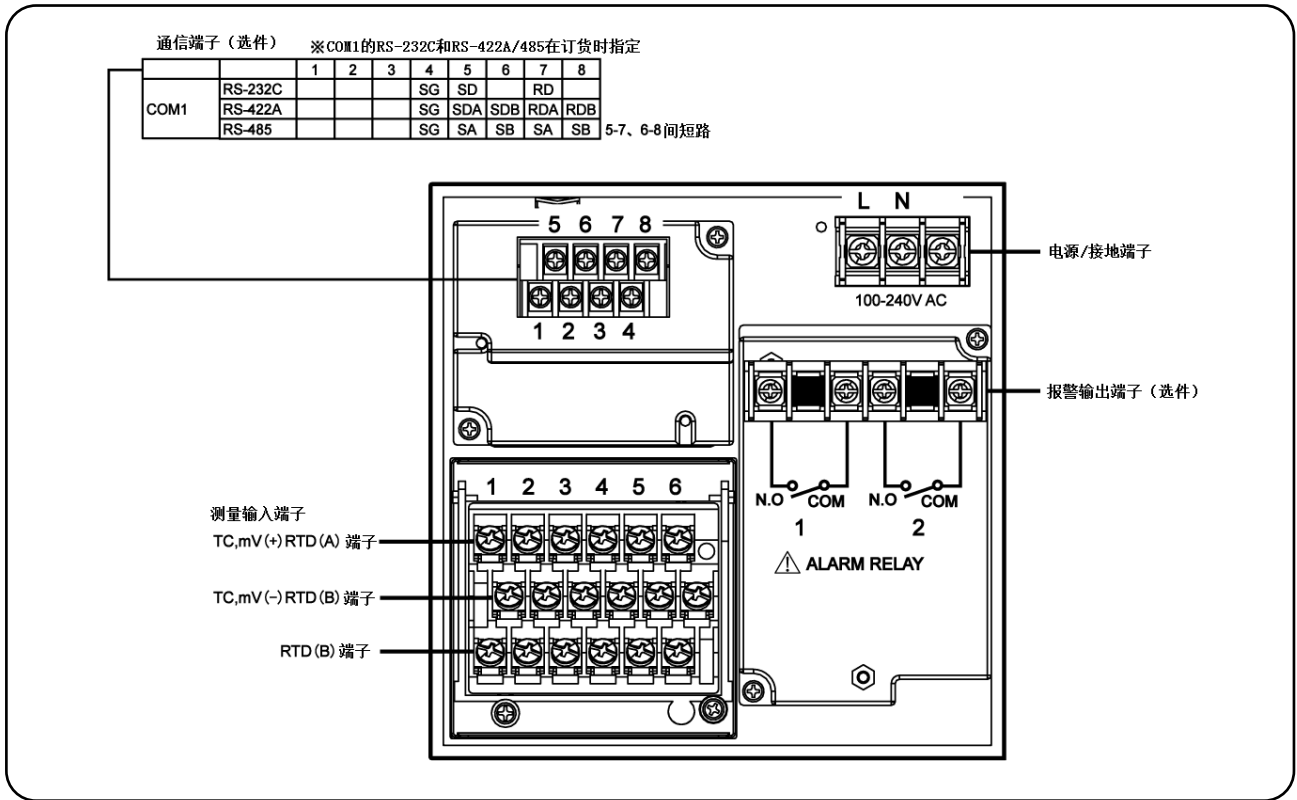 通信端子（选件） ※COM1的RS-232C和RS-422A/485在订货时指定
1 2 3 4 5 6 7 8
COM1
RS-232C SG SD RD
RS-422A SG SDA SDB RDA RDB
RS-485 SG SA SB SA SB 5-7、6-8间短路
L N
电源/接地端子
100-240V AC
5 6 7 8
1 2 3 4
报警输出端子（选件）
N.O COM N.O COM
1 2
⚠ ALARM RELAY
1 2 3 4 5 6
测量输入端子
TC,mV(+)RTD(A)端子
TC,mV(-)RTD(B)端子
RTD(B)端子